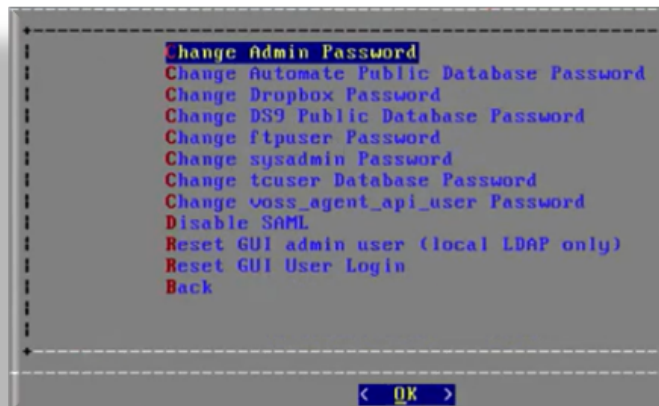 Change Admin Password
Change Automate Public Database Password
Change Dropbox Password
Change DS9 Public Database Password
Change ftpuser Password
Change sysadmin Password
Change tcuser Database Password
Change voss_agent_api_user Password
Disable SAML
Reset GUI admin user (local LDAP only)
Reset GUI User Login
Back
< OK >